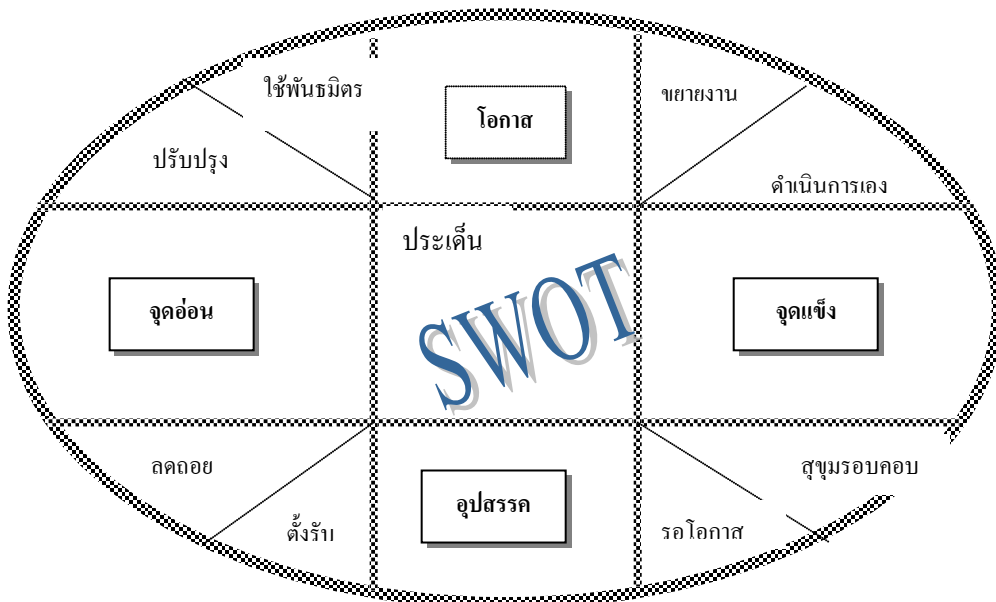 ใช้พันธมิตร
ขยายงาน
โอกาส
ปรับปรุง
ดำเนินการเอง
ประเด็น
จุดอ่อน
SWOT
จุดแข็ง
ลดถอย
สุขุมรอบคอบ
อุปสรรค
ตั้งรับ
รอโอกาส